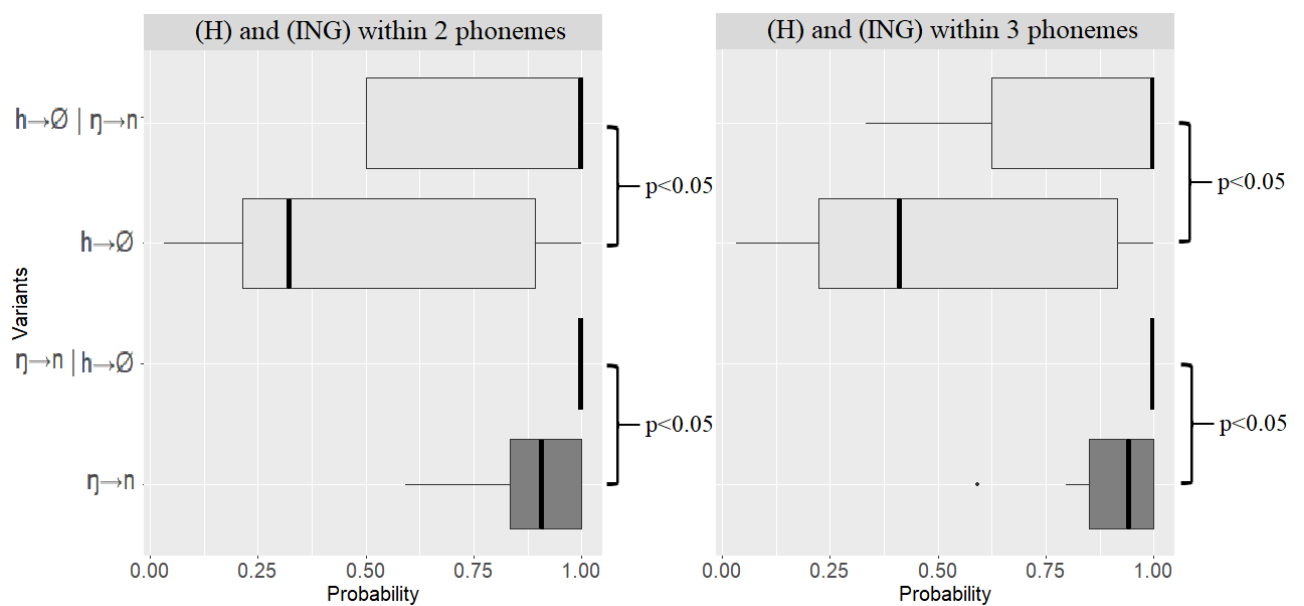 (H) and (ING) within 2 phonemes
(H) and (ING) within 3 phonemes
Variants
h→Ø | ŋ→n
h→Ø
ŋ→n | h→Ø
ŋ→n
p<0.05
p<0.05
p<0.05
p<0.05
0.00 0.25 0.50 0.75 1.00
Probability
0.00 0.25 0.50 0.75 1.00
Probability